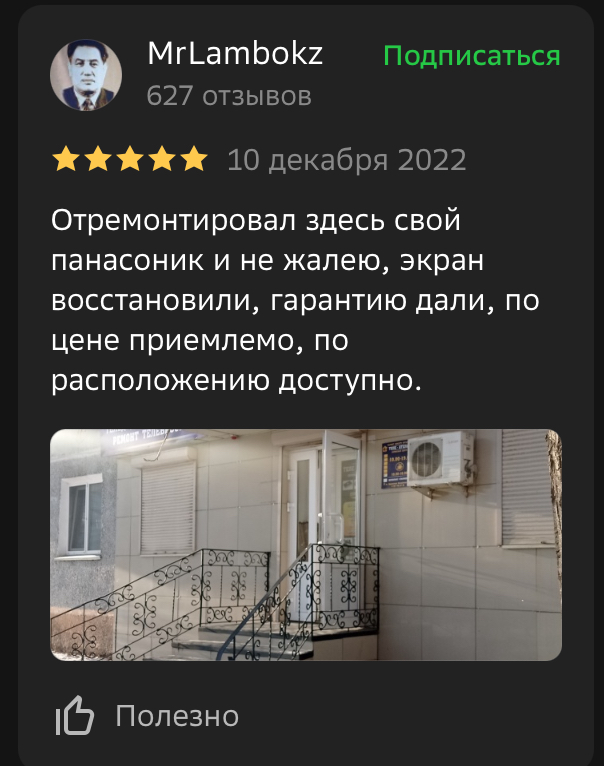 MrLambokz
Подписаться
627 отзывов
10 декабря 2022
Отремонтировал здесь свой
панасоник и не жалею, экран
восстановили, гарантию дали, по
цене приемлемо, по
расположению доступно.
РЕМОНТ
Полезно